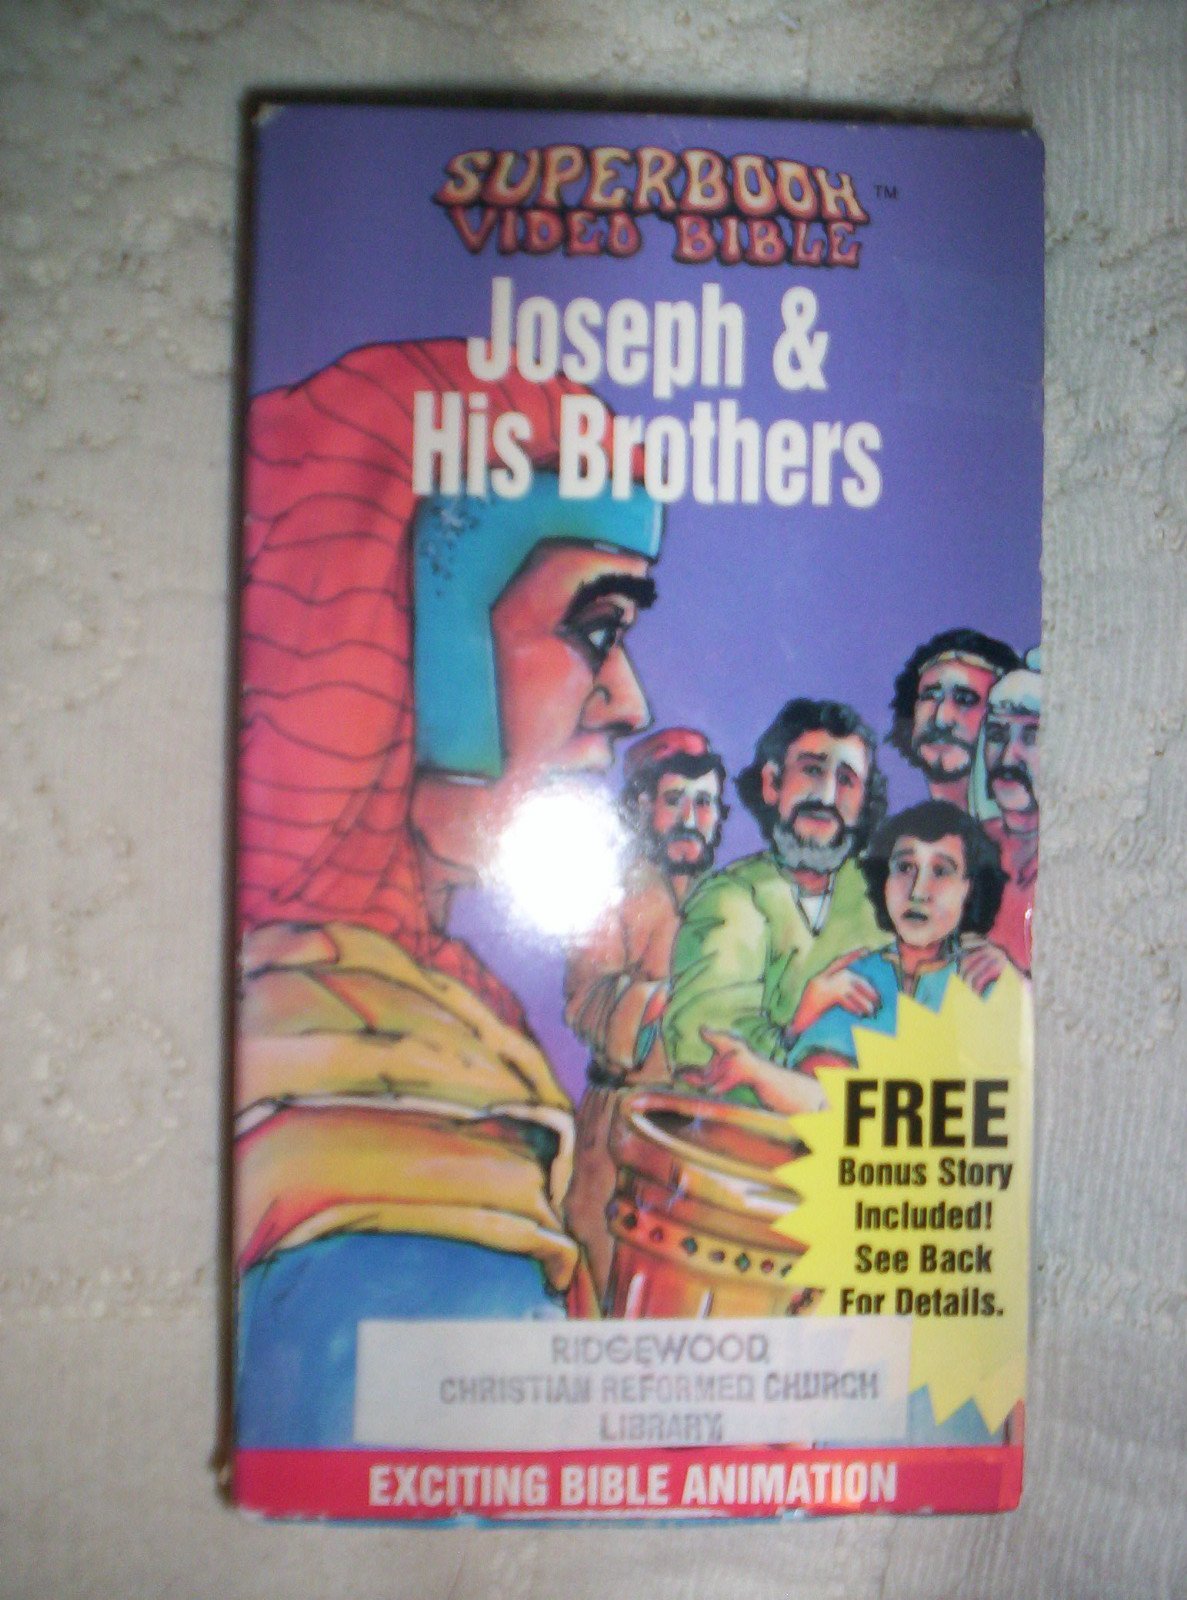 SUPERBOOK™
VIDEO BIBLE
Joseph &
His Brothers
FREE
Bonus Story
Included!
See Back
For Details.
RIDGEWOOD
CHRISTIAN REFORMED CHURCH
LIBRARY
EXCITING BIBLE ANIMATION